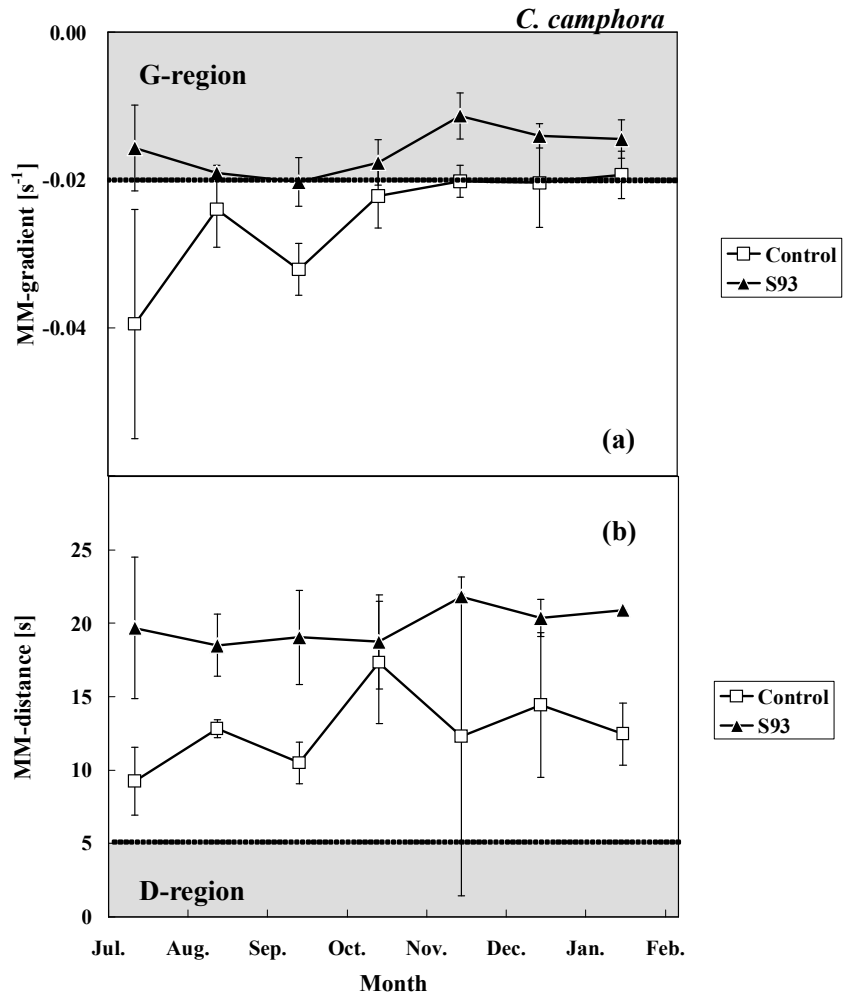 C. camphora
0.00
G-region
-0.02
-0.04
MM-gradient [s-1]
Control
S93
(a)
(b)
25
20
15
10
5
0
MM-distance [s]
Control
S93
D-region
Jul. Aug. Sep. Oct. Nov. Dec. Jan. Feb.
Month